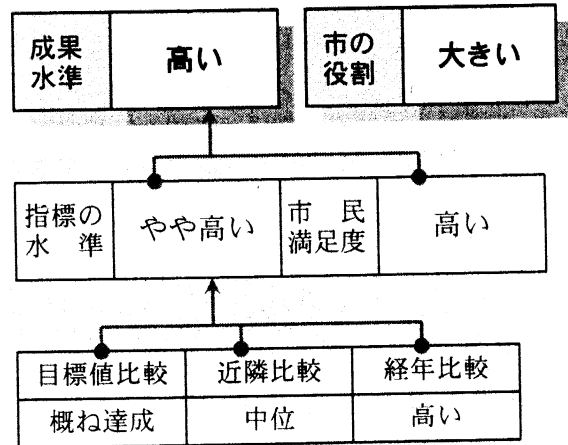 成果
水準
高い
市の
役割
大きい
指標の
水準
やや高い
市民
満足度
高い
目標値比較
近隣比較
経年比較
概ね達成
中位
高い